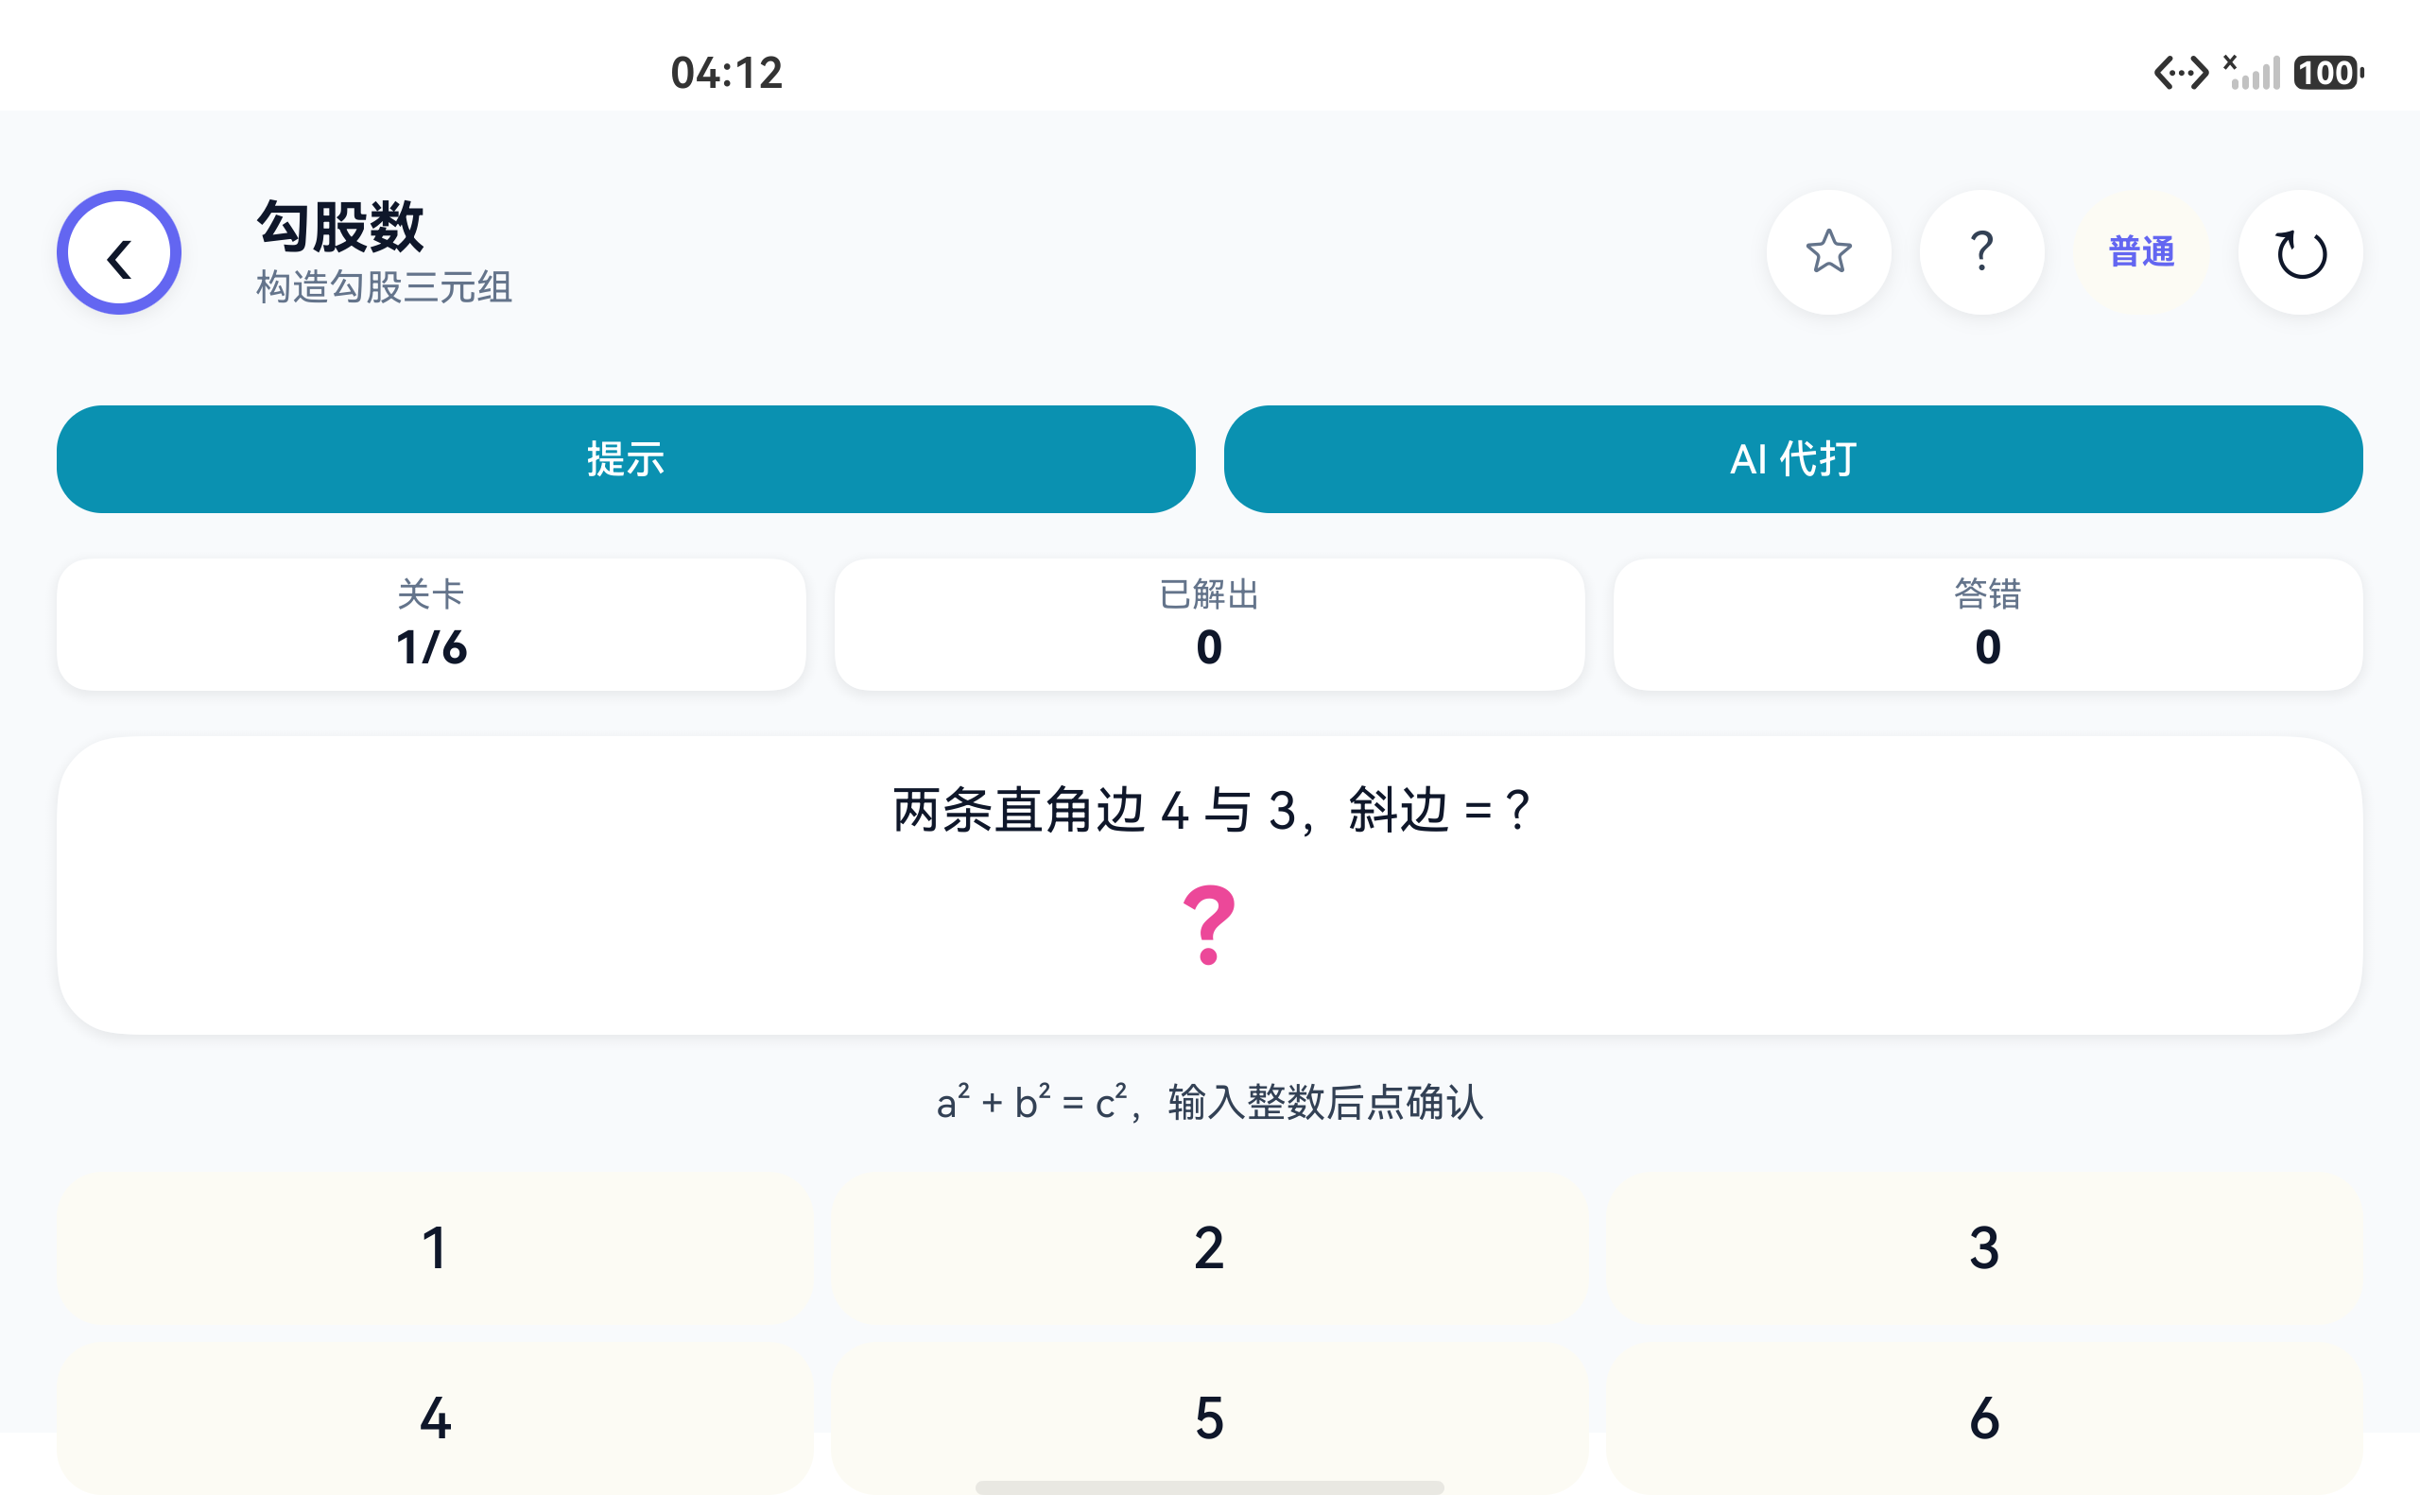 04:12
100
勾股数
构造勾股三元组
?
普通
提示
AI 代打
关卡
1/6
已解出
0
答错
0
两条直角边 4 与 3，斜边 = ?
?
a² + b² = c²，输入整数后点确认
1
2
3
4
5
6